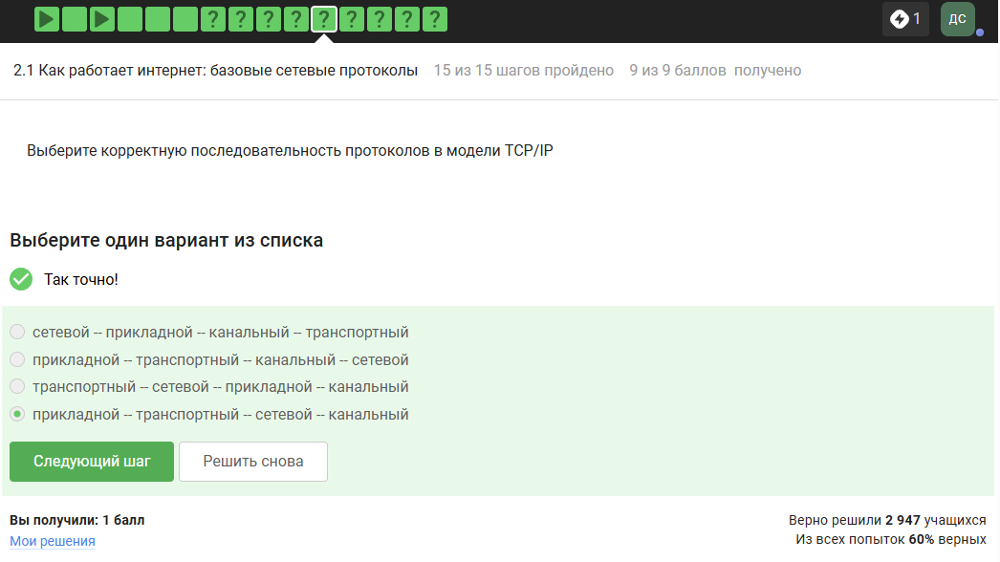 ? ? ? ? ? ? ? ? ?
1
ДС
2.1 Как работает интернет: базовые сетевые протоколы 15 из 15 шагов пройдено 9 из 9 баллов получено
Выберите корректную последовательность протоколов в модели TCP/IP
Выберите один вариант из списка
Так точно!
сетевой -- прикладной -- канальный -- транспортный
прикладной -- транспортный -- канальный -- сетевой
транспортный -- сетевой -- прикладной -- канальный
прикладной -- транспортный -- сетевой -- канальный
Следующий шаг Решить снова
Вы получили: 1 балл
Мои решения
Верно решили 2 947 учащихся
Из всех попыток 60% верных